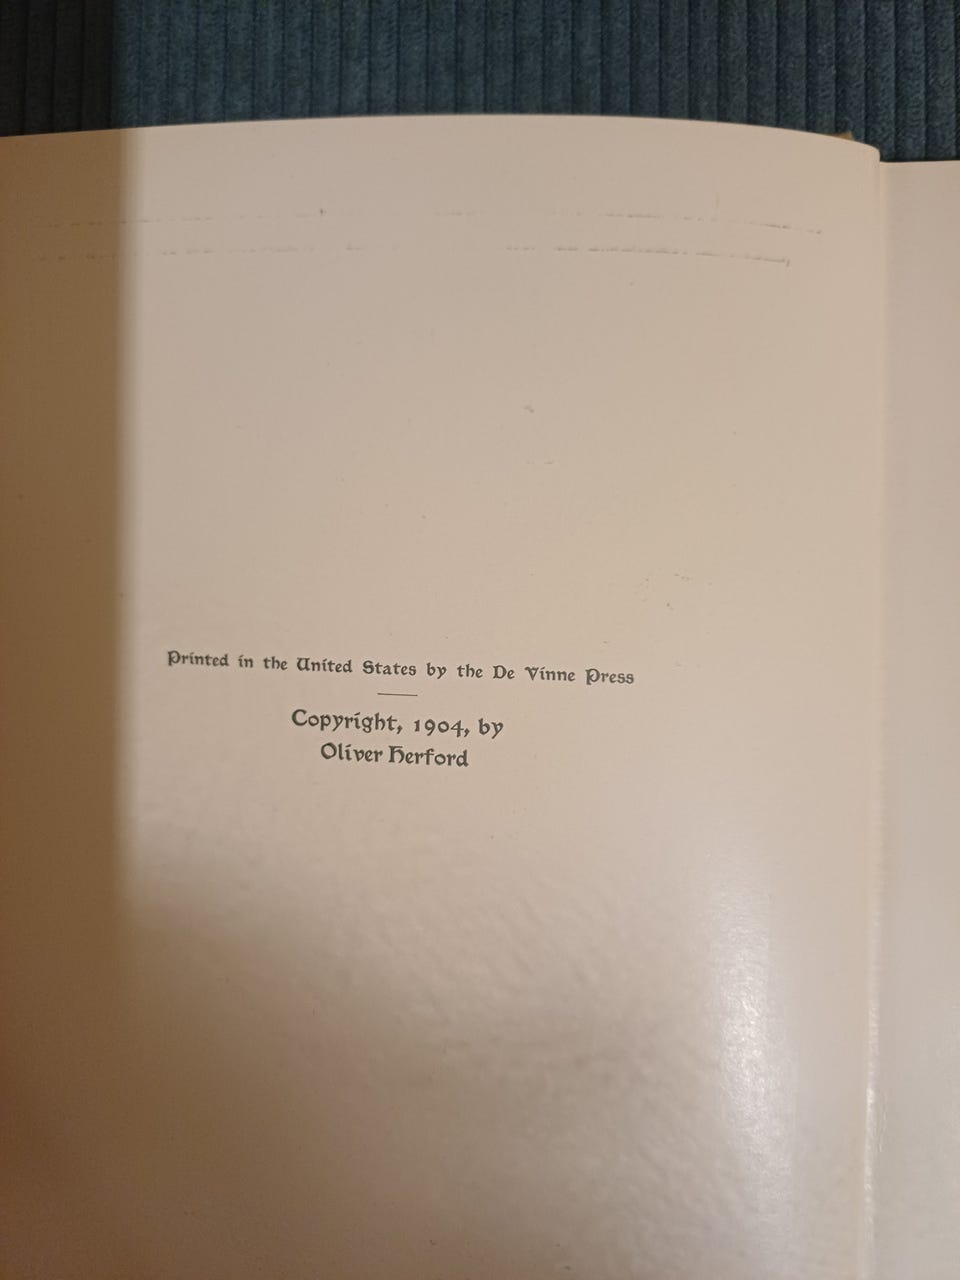 Printed in the United States by the De Vinne Press
Copyright, 1904, by
Oliver Herford